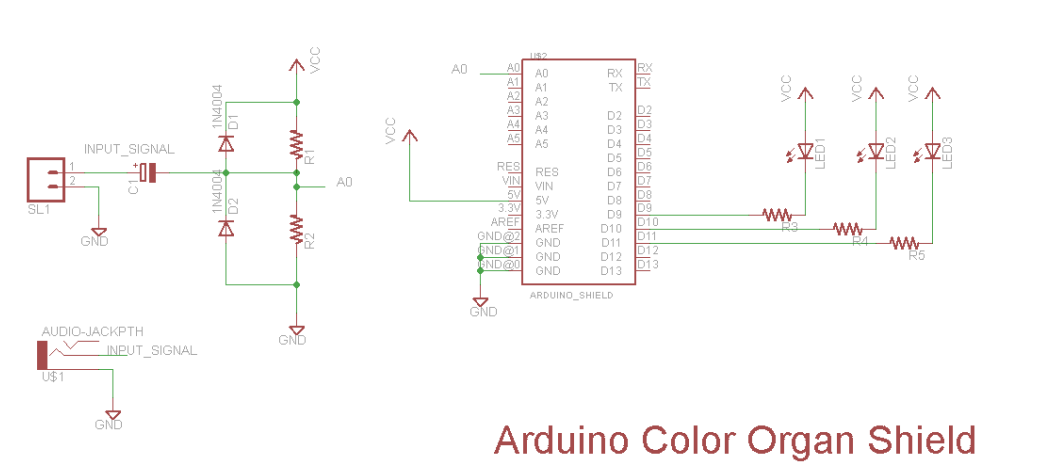 VCC
1N4004
D1
R1
INPUT_SIGNAL
1
2
C1
SL1
GND
1N4004
D2
R2
A0
GND
AUDIO-JACKPTH
INPUT_SIGNAL
U$1
GND
U$2
A0
VCC
A0
A1
A2
A3
A4
A5
RES
VIN
5V
3.3V
AREF
GND@2
GND@1
GND@0
A0
A1
A2
A3
A4
A5
RES
VIN
5V
3.3V
AREF
GND
GND
GND
RX
TX
D2
D3
D4
D5
D6
D7
D8
D9
D10
D11
D12
D13
RX
TX
D2
D3
D4
D5
D6
D7
D8
D9
D10
D11
D12
D13
ARDUINO_SHIELD
GND
VCC
VCC
VCC
LED1
LED2
LED3
R3
R4
R5
Arduino Color Organ Shield